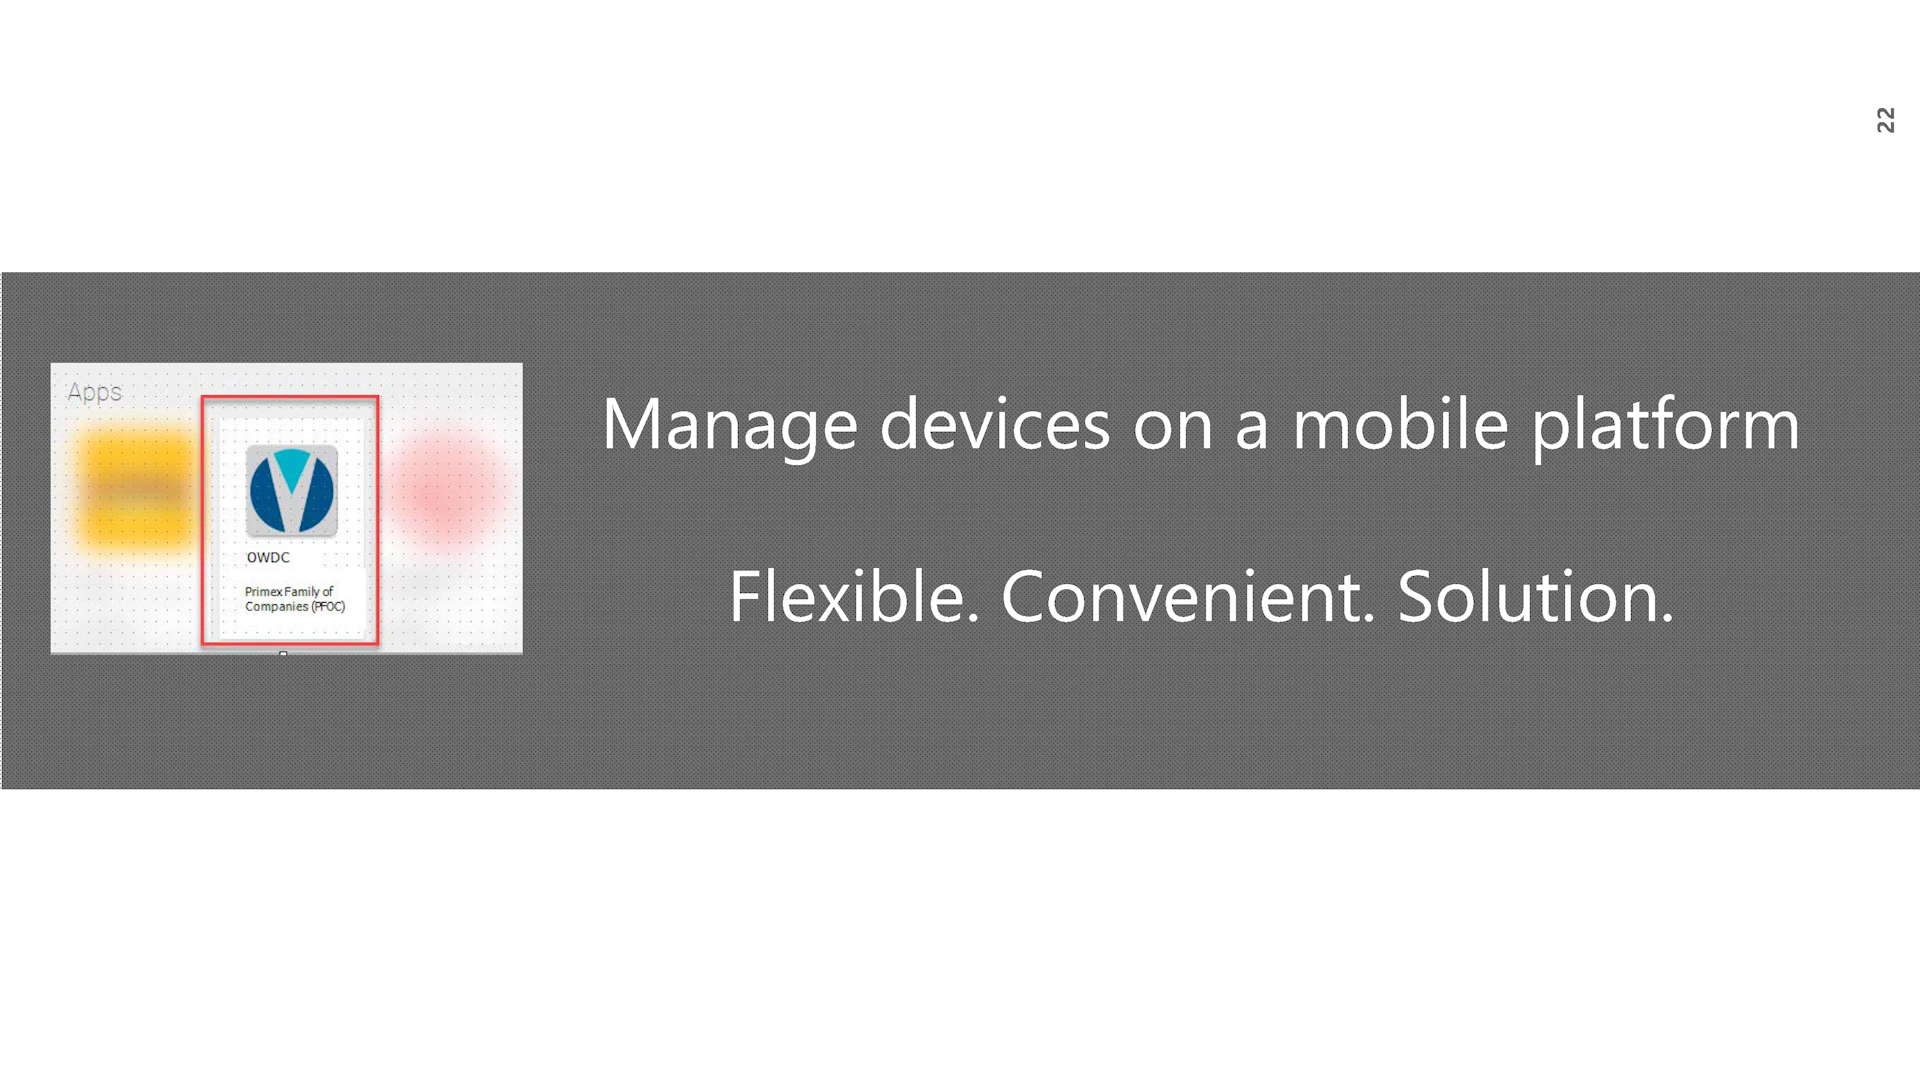 22
Apps
OWDC
Primex Family of
Companies (PFOC)
Manage devices on a mobile platform
Flexible. Convenient. Solution.